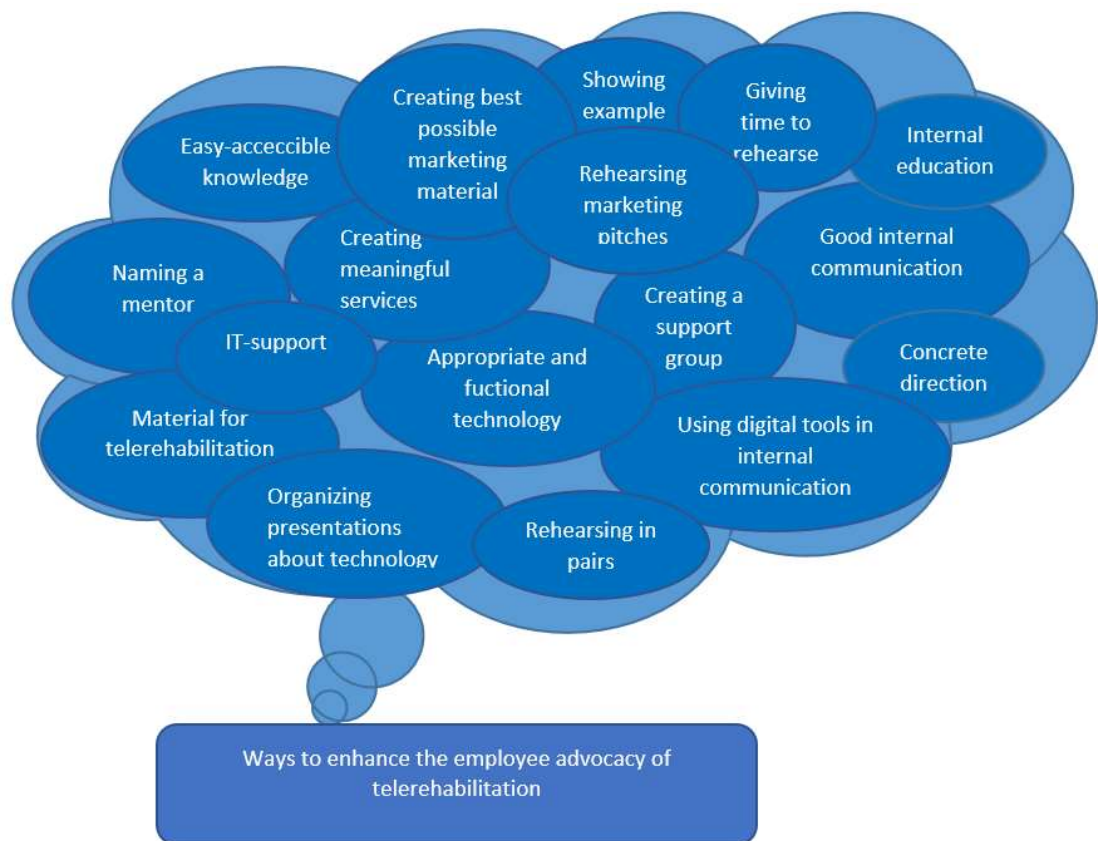 Creating best
possible
marketing
material
Showing
example
Giving
time to
rehearse
Internal
education
Easy-acceccible
knowledge
Rehearsing
marketing
pitches
Creating
meaningful
services
Good internal
communication
Naming a
mentor
IT-support
Creating a
support
group
Appropriate and
fuctional
technology
Concrete
direction
Material for
telerehabilitation
Using digital tools in
internal
communication
Organizing
presentations
about technology
Rehearsing in
pairs
Ways to enhance the employee advocacy of
telerehabilitation